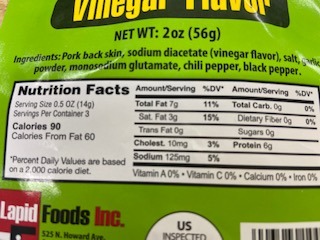 Vinegar Flavor
NET WT: 2oz (56g)
Ingredients: Pork back skin, sodium diacetate (vinegar flavor), salt, garlic
powder, monosodium glutamate, chili pepper, black pepper.
Nutrition Facts
Serving Size 0.5 OZ (14g)
Servings Per Container 3
Calories 90
Calories From Fat 60
*Percent Daily Values are based
on a 2.000 calorie diet.
Amount/Serving %DV* Amount/Serving %DV*
Total Fat 7g 11% Total Carb. 0g 0%
Sat. Fat 3g 15% Dietary Fiber 0g 0%
Trans Fat 0g Sugars 0g
Cholest. 10mg 3% Protein 6g
Sodium 125mg 5%
Vitamin A 0% • Vitamin C 0% • Calcium 0% • Iron 0%
Lapid Foods Inc.
525 N. Howard Ave.
US
INSPECTED